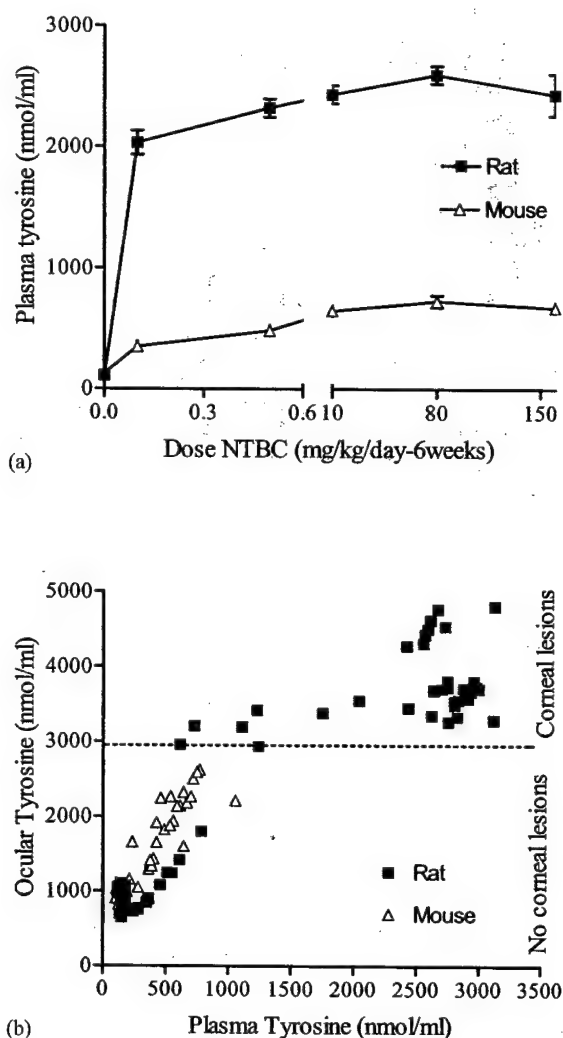 3000
2000
1000
0
Plasma tyrosine (nmol/ml)
Rat
Mouse
0.0 0.3 0.6 10 80 150
Dose NTBC (mg/kg/day-6weeks)
(a)
5000
4000
3000
2000
1000
0
Ocular Tyrosine (nmol/ml)
Corneal lesions
No corneal lesions
Rat
Mouse
0 500 1000 1500 2000 2500 3000 3500
Plasma Tyrosine (nmol/ml)
(b)